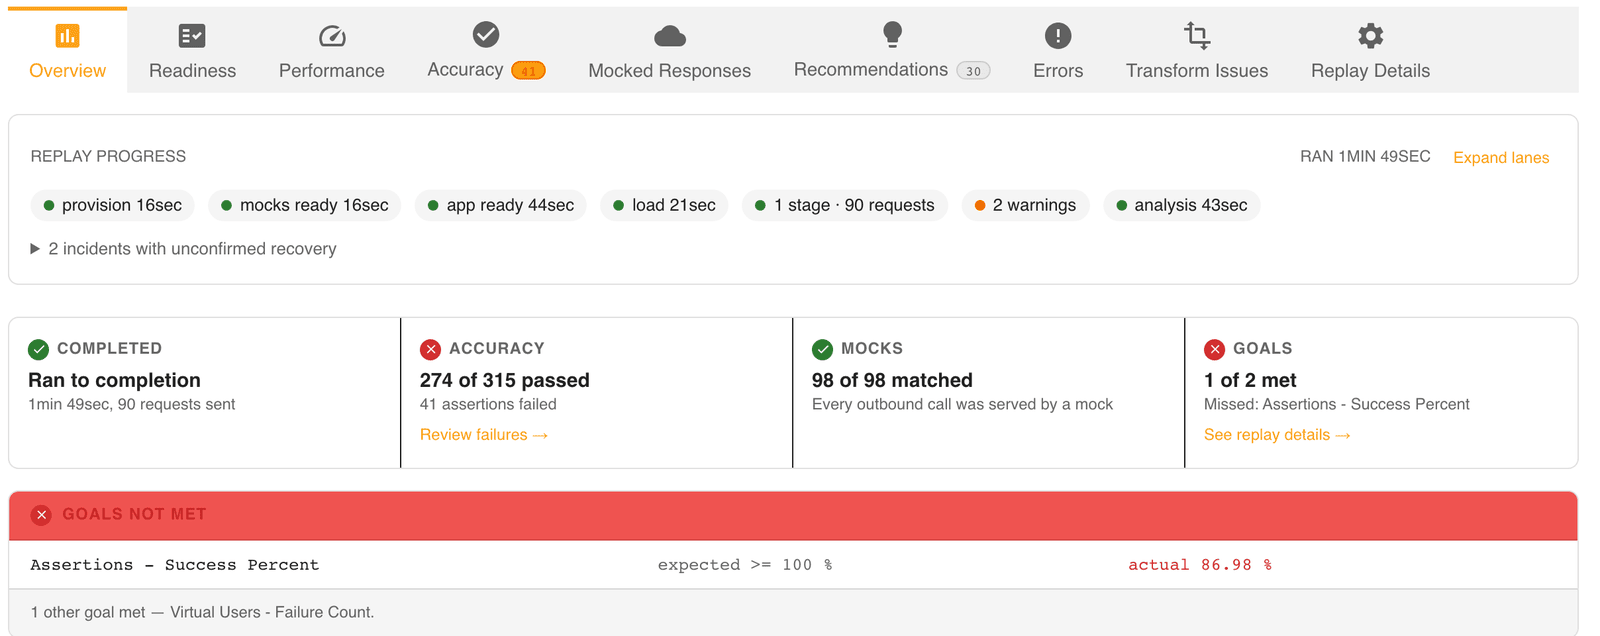 Overview
Readiness
Performance
Accuracy 41
Mocked Responses
Recommendations 30
Errors
Transform Issues
Replay Details
REPLAY PROGRESS
RAN 1MIN 49SEC
Expand lanes
provision 16sec
mocks ready 16sec
app ready 44sec
load 21sec
1 stage · 90 requests
2 warnings
analysis 43sec
2 incidents with unconfirmed recovery
COMPLETED
Ran to completion
1min 49sec, 90 requests sent
ACCURACY
274 of 315 passed
41 assertions failed
Review failures →
MOCKS
98 of 98 matched
Every outbound call was served by a mock
GOALS
1 of 2 met
Missed: Assertions - Success Percent
See replay details →
GOALS NOT MET
Assertions – Success Percent
expected >= 100 %
actual 86.98 %
1 other goal met — Virtual Users - Failure Count.